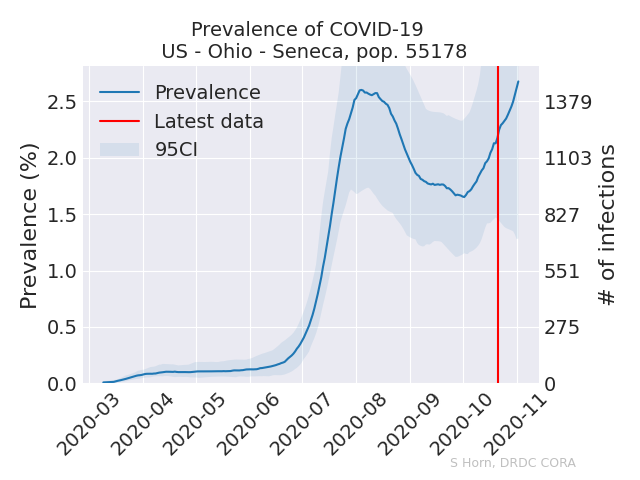 Prevalence of COVID-19
US - Ohio - Seneca, pop. 55178
Prevalence
Latest data
95CI
Prevalence (%)
2.5
2.0
1.5
1.0
0.5
0.0
1379
1103
827
551
275
0
# of infections
2020-03
2020-04
2020-05
2020-06
2020-07
2020-08
2020-09
2020-10
2020-11
S Horn, DRDC CORA